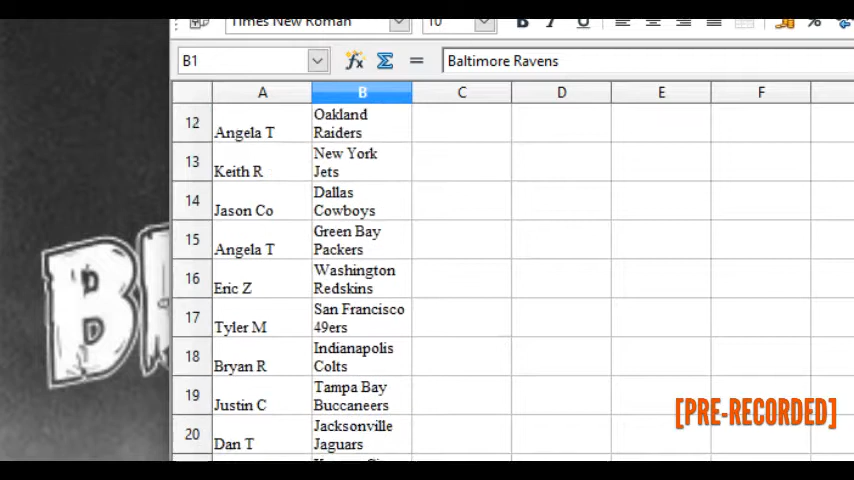 Times New Roman 10 B I U %
B1 fx Σ = Baltimore Ravens
A B C D E F
12 Angela T Oakland
Raiders
13 Keith R New York
Jets
14 Jason Co Dallas
Cowboys
15 Angela T Green Bay
Packers
16 Eric Z Washington
Redskins
17 Tyler M San Francisco
49ers
18 Bryan R Indianapolis
Colts
19 Justin C Tampa Bay
Buccaneers
20 Dan T Jacksonville
Jaguars
[PRE-RECORDED]